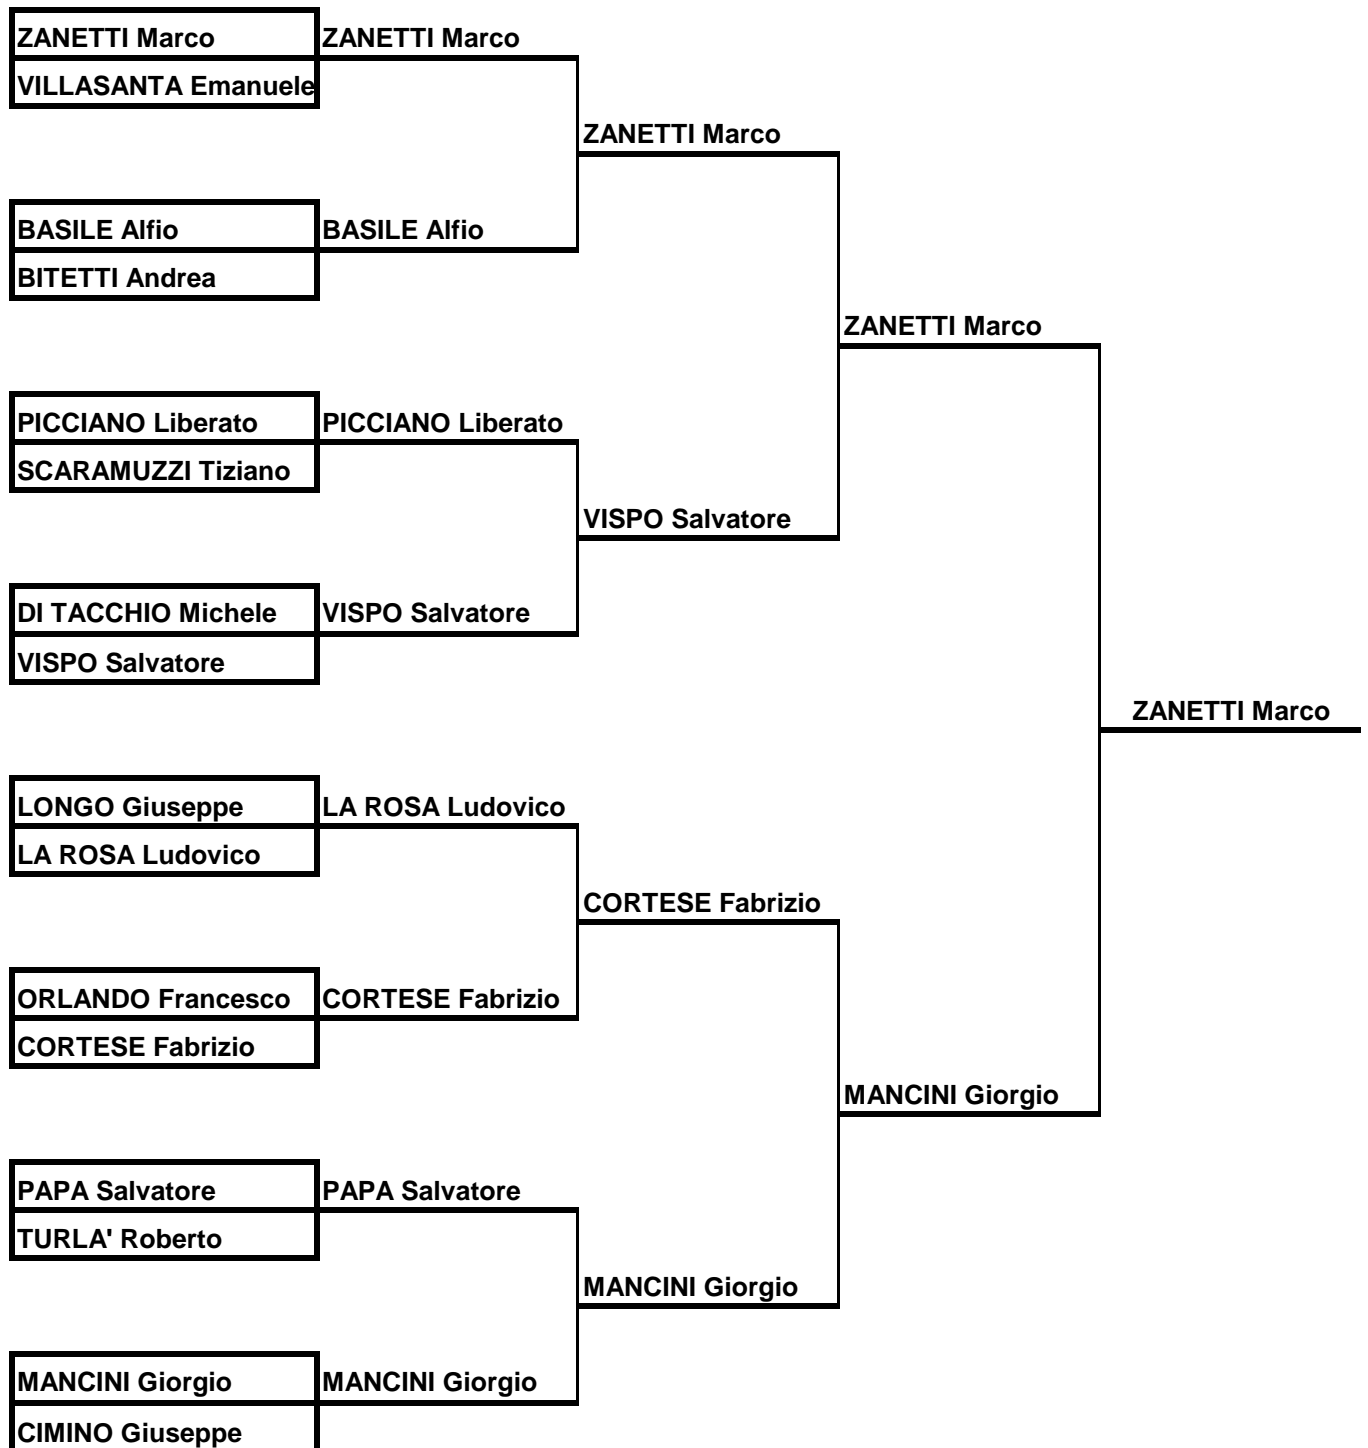 ZANETTI Marco ZANETTI Marco
VILLASANTA Emanuele
ZANETTI Marco
BASILE Alfio BASILE Alfio
BITETTI Andrea
ZANETTI Marco
PICCIANO Liberato PICCIANO Liberato
SCARAMUZZI Tiziano
VISPO Salvatore
DI TACCHIO Michele VISPO Salvatore
VISPO Salvatore
ZANETTI Marco
LONGO Giuseppe LA ROSA Ludovico
LA ROSA Ludovico
CORTESE Fabrizio
ORLANDO Francesco CORTESE Fabrizio
CORTESE Fabrizio
MANCINI Giorgio
PAPA Salvatore PAPA Salvatore
TURLA' Roberto
MANCINI Giorgio
MANCINI Giorgio MANCINI Giorgio
CIMINO Giuseppe